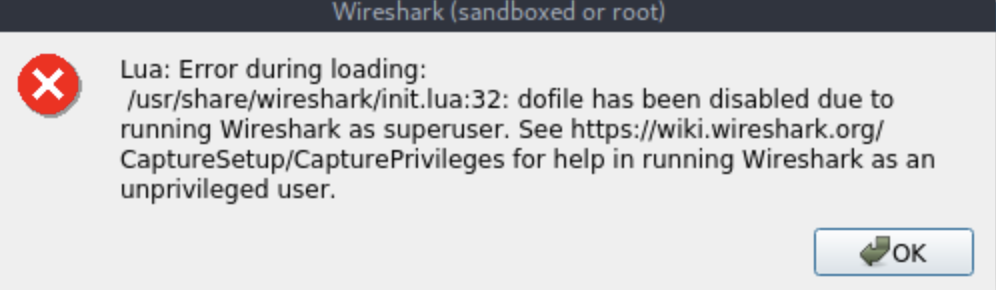 Wireshark (sandboxed or root)
Lua: Error during loading:
/usr/share/wireshark/init.lua:32: dofile has been disabled due to
running Wireshark as superuser. See https://wiki.wireshark.org/
CaptureSetup/CapturePrivileges for help in running Wireshark as an
unprivileged user.
OK